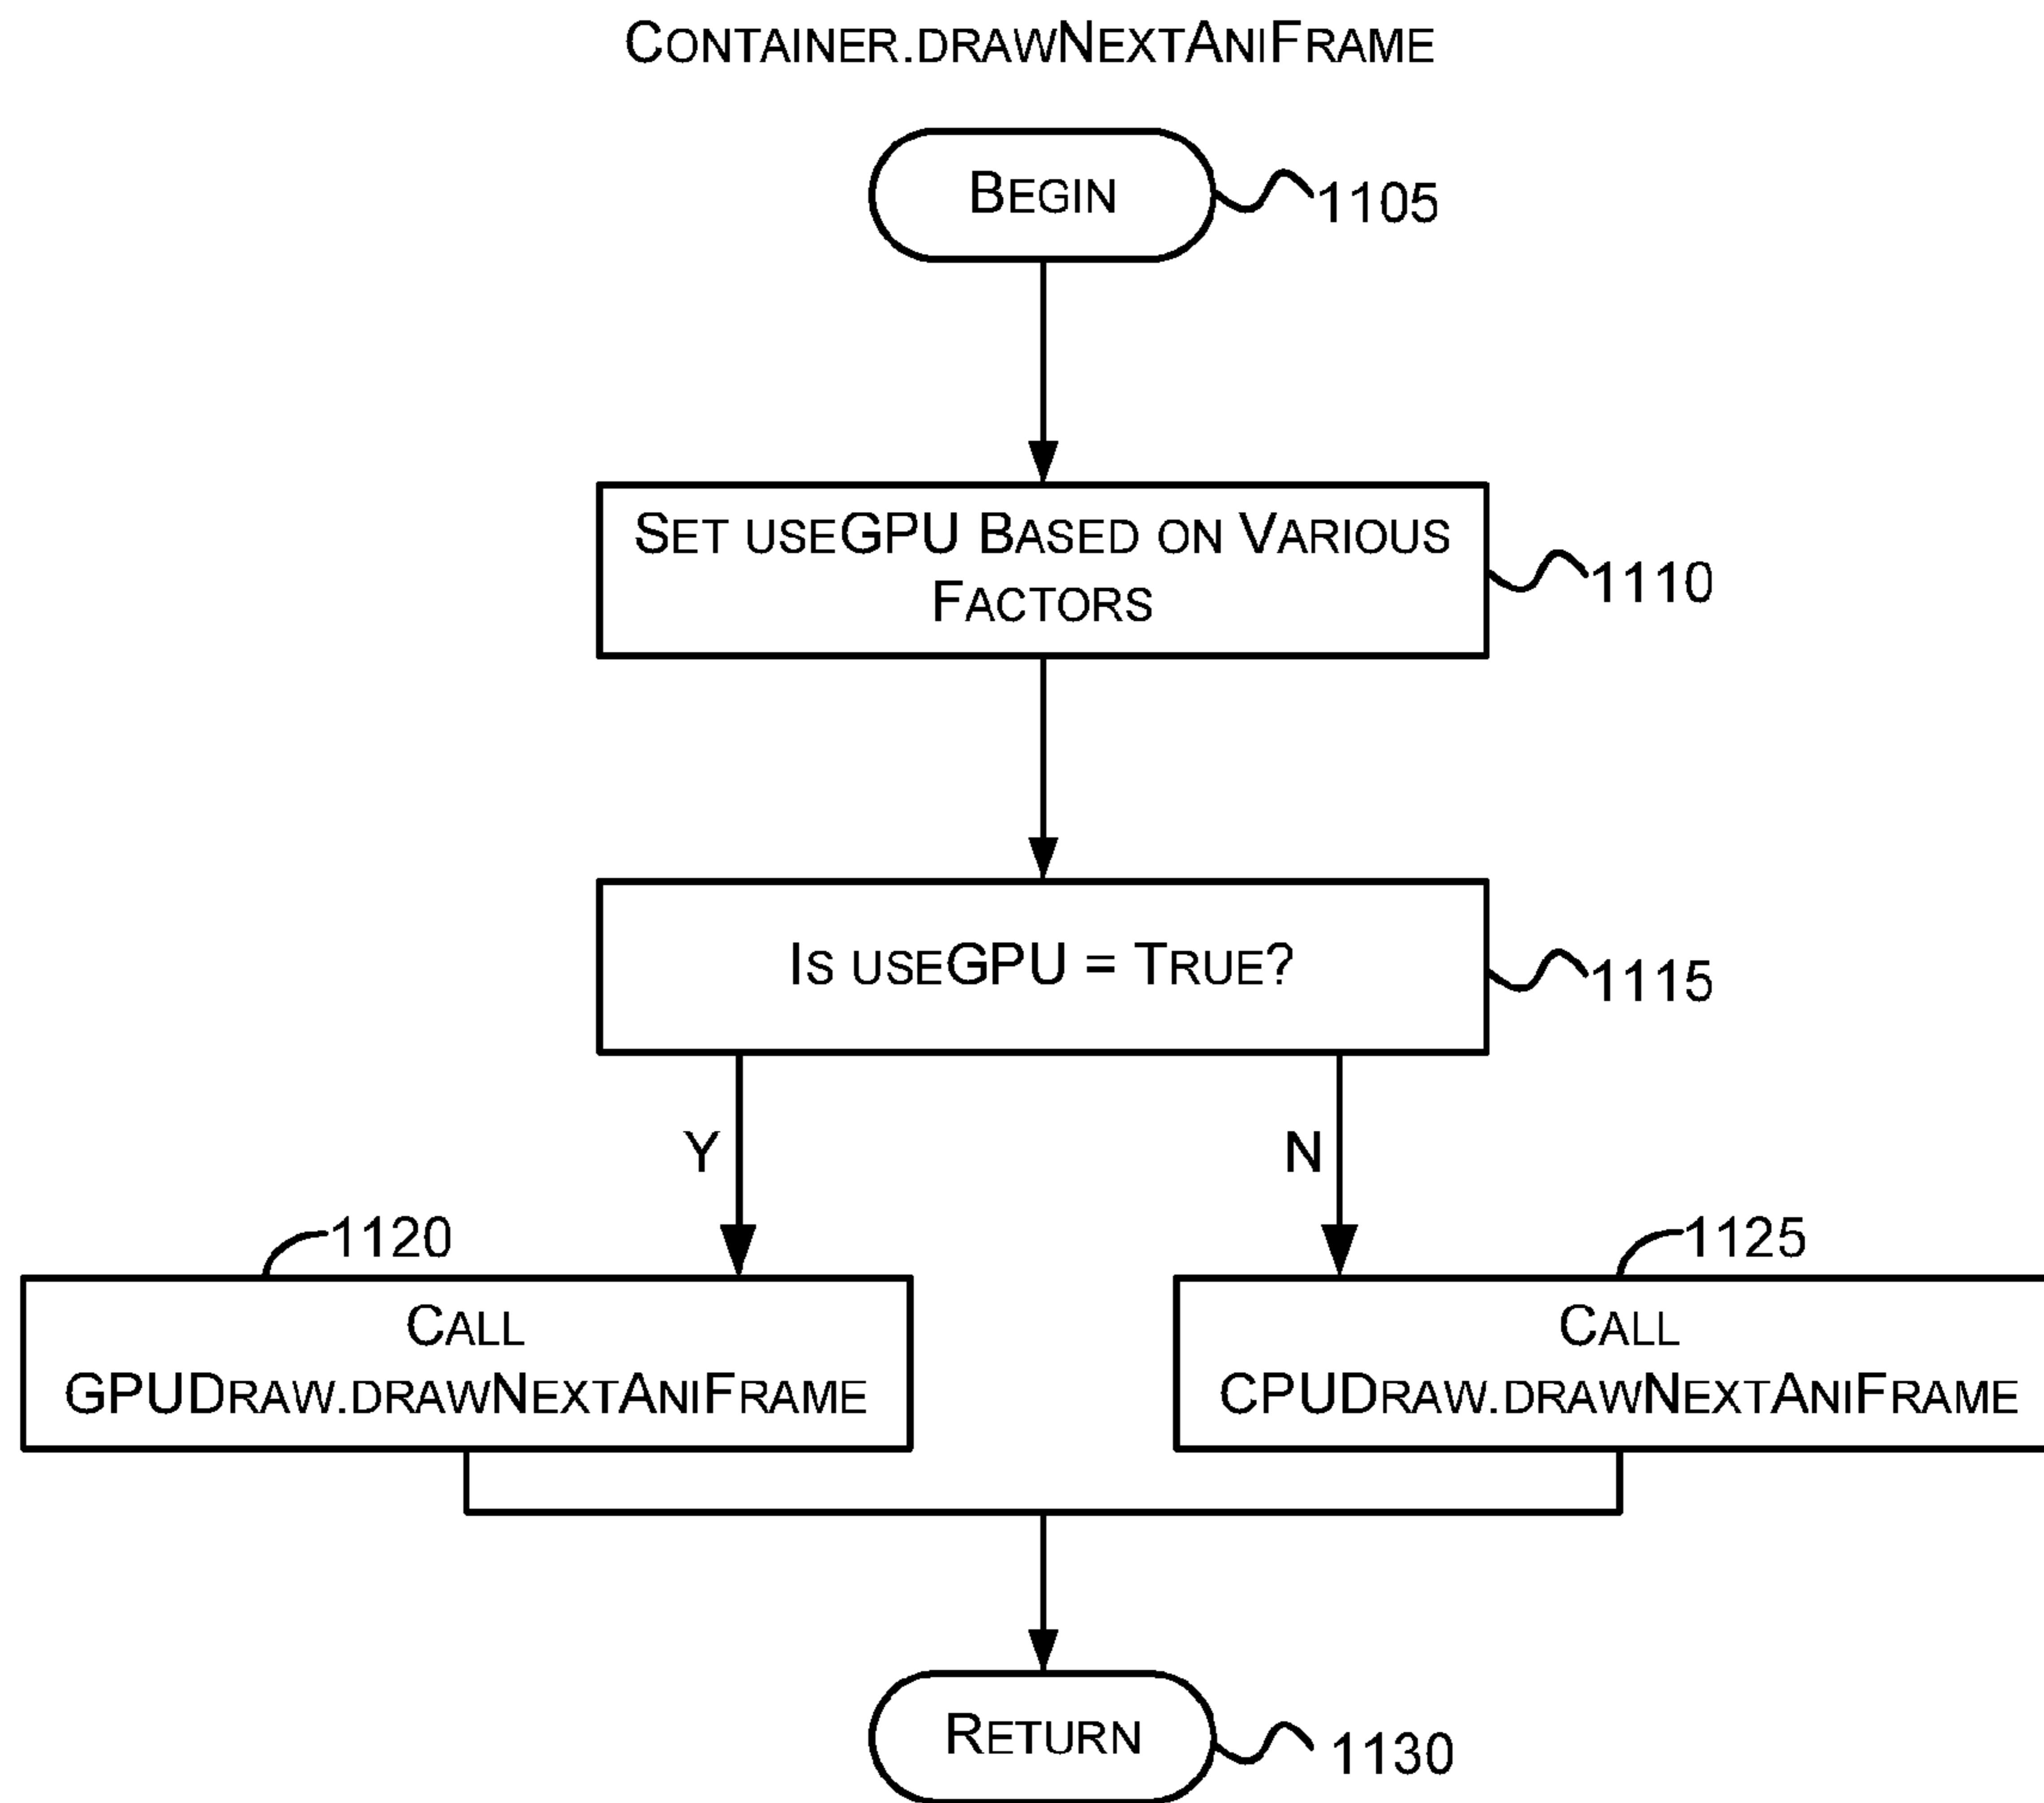 CONTAINER.DRAWNEXTANIFRAME
BEGIN
1105
SET USEGPU BASED ON VARIOUS
FACTORS
1110
IS USEGPU = TRUE?
1115
Y
N
1120
1125
CALL
GPUDRAW.DRAWNEXTANIFRAME
CALL
CPUDRAW.DRAWNEXTANIFRAME
RETURN
1130